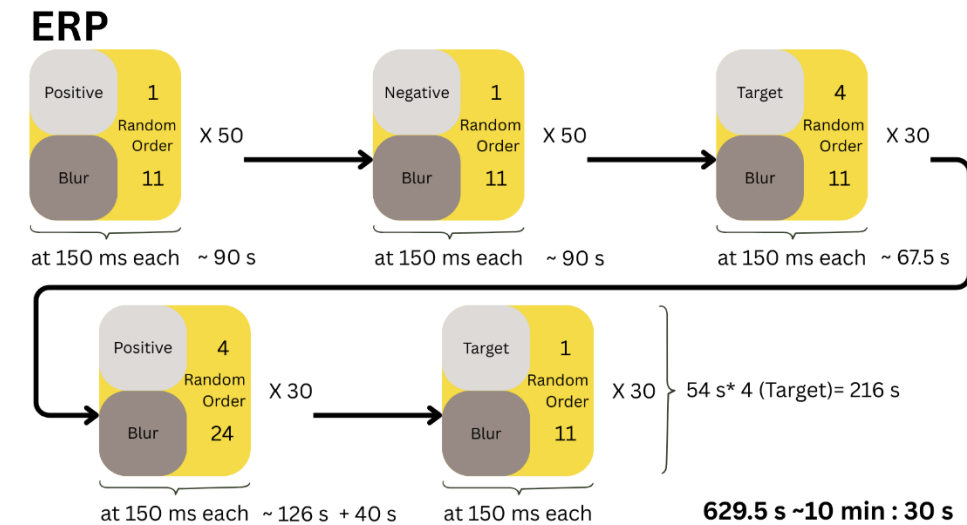 ERP
Positive 1
Random
Order
Blur 11
X 50
at 150 ms each ~ 90 s
Negative 1
Random
Order
Blur 11
X 50
at 150 ms each ~ 90 s
Target 4
Random
Order
Blur 11
X 30
at 150 ms each ~ 67.5 s
Positive 4
Random
Order
Blur 24
X 30
at 150 ms each ~ 126 s + 40 s
Target 1
Random
Order
Blur 11
X 30
at 150 ms each
54 s* 4 (Target)= 216 s
629.5 s ~10 min : 30 s